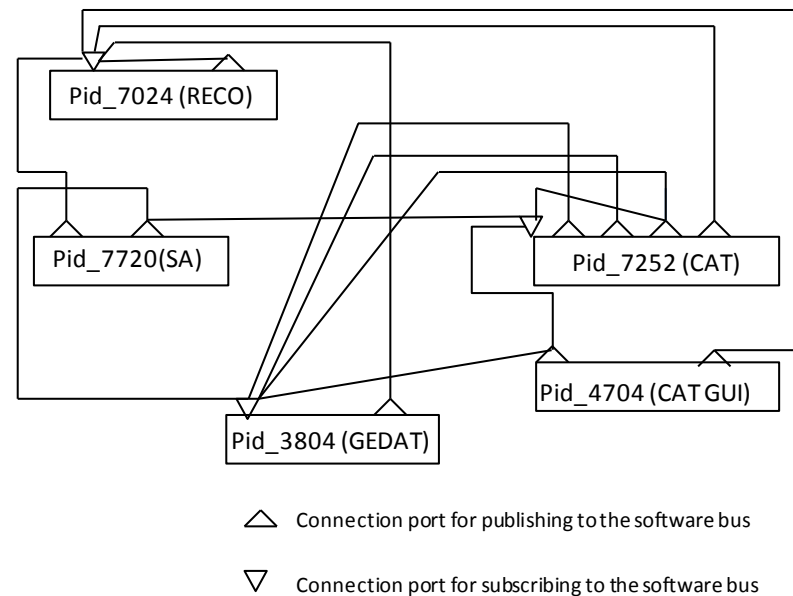 Pid_7024 (RECO)
Pid_7720(SA)
Pid_7252 (CAT)
Pid_4704 (CAT GUI)
Pid_3804 (GEDAT)
Connection port for publishing to the software bus
Connection port for subscribing to the software bus